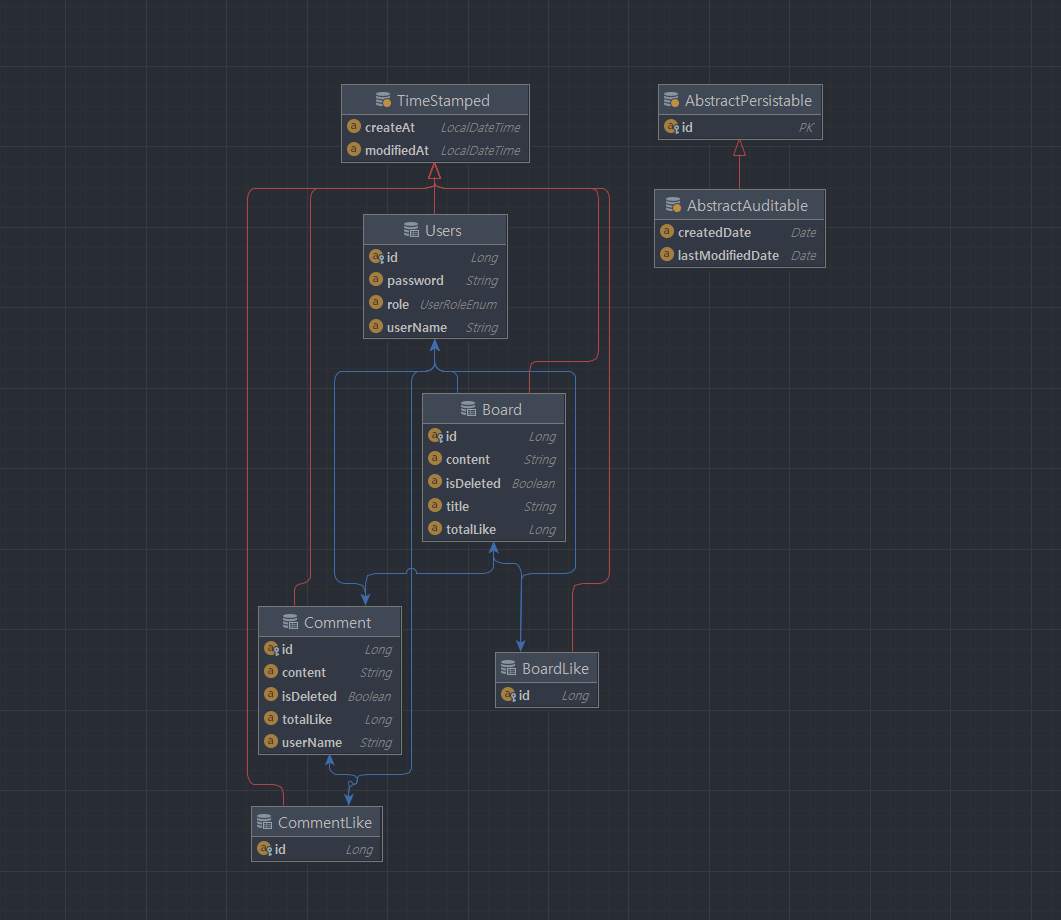 TimeStamped
createAt LocalDateTime
modifiedAt LocalDateTime
AbstractPersistable
id PK
AbstractAuditable
createdDate Date
lastModifiedDate Date
Users
id Long
password String
role UserRoleEnum
userName String
Board
id Long
content String
isDeleted Boolean
title String
totalLike Long
Comment
id Long
content String
isDeleted Boolean
totalLike Long
userName String
BoardLike
id Long
CommentLike
id Long